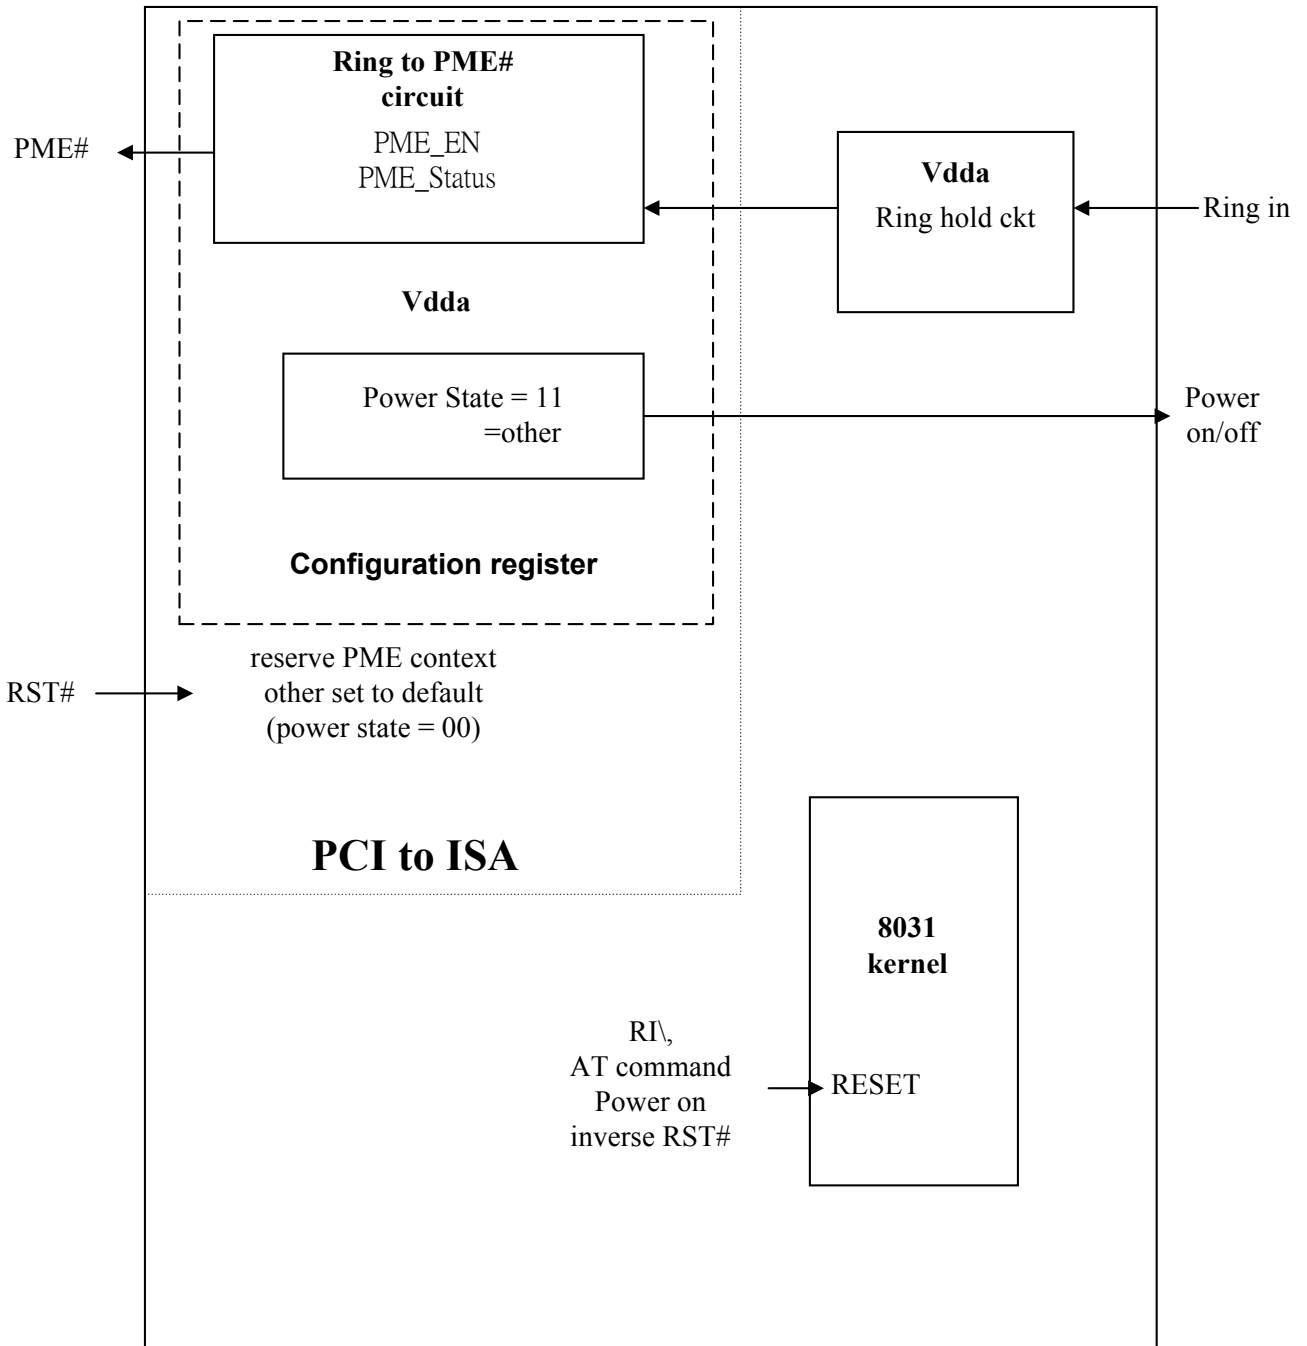 Ring to PME#
circuit
PME_EN
PME_Status
PME#
Vdda
Ring hold ckt
Ring in
Vdda
Power State = 11
=other
Power
on/off
Configuration register
reserve PME context
other set to default
(power state = 00)
RST#
PCI to ISA
8031
kernel
RI\,
AT command
Power on
inverse RST#
RESET